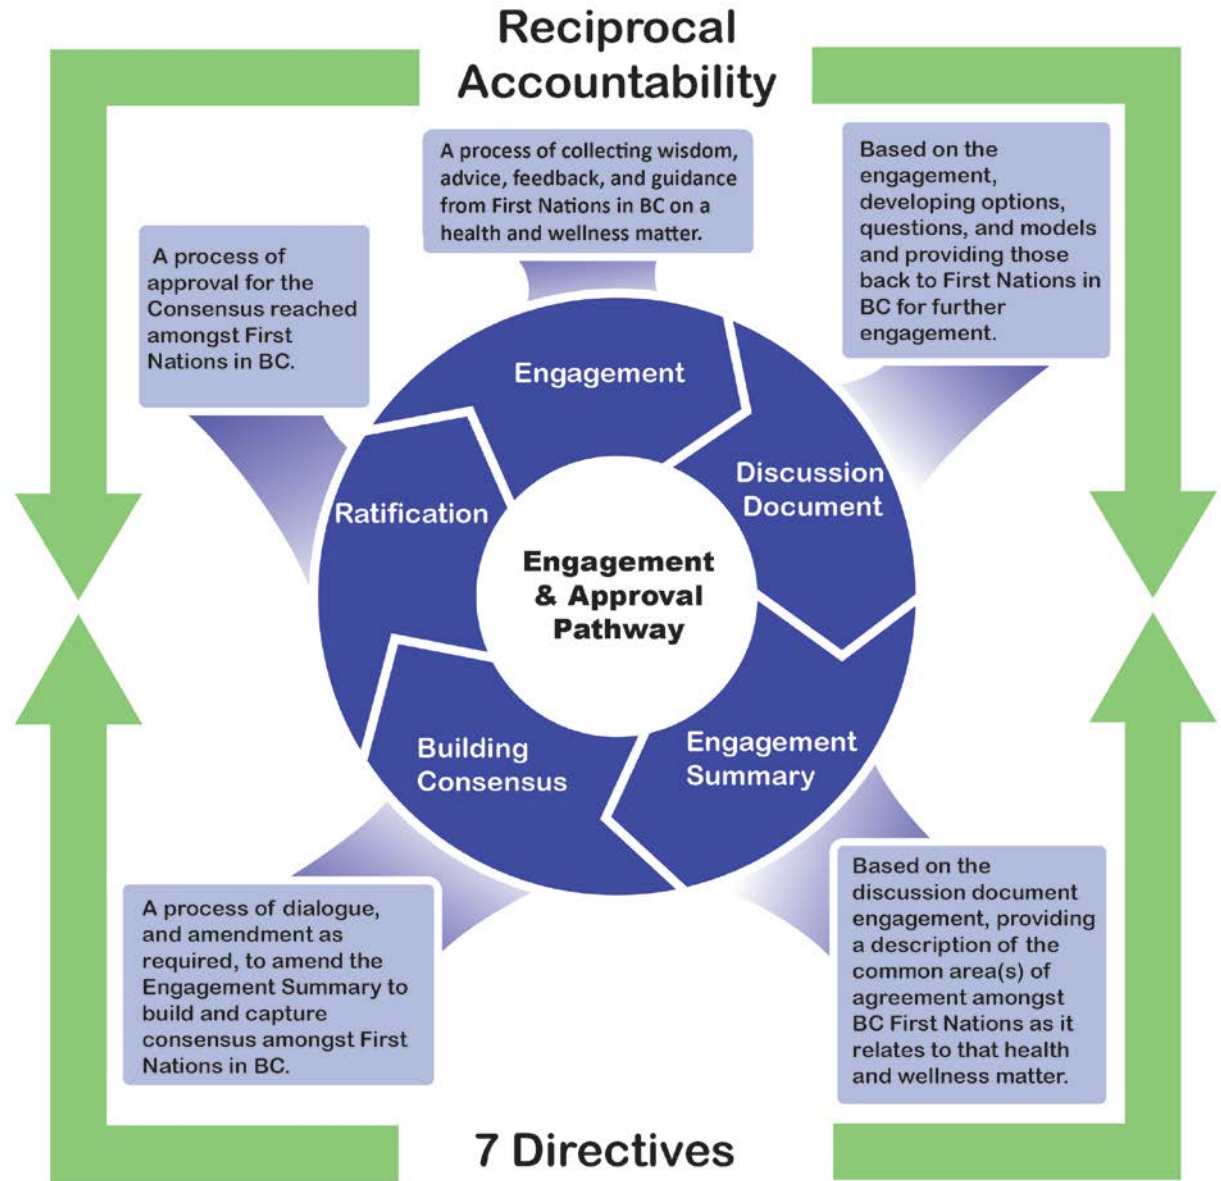 Reciprocal
Accountability
A process of collecting wisdom,
advice, feedback, and guidance
from First Nations in BC on a
health and wellness matter.
Based on the
engagement,
developing options,
questions, and models
and providing those
back to First Nations in
BC for further
engagement.
A process of
approval for the
Consensus reached
amongst First
Nations in BC.
Engagement
Discussion
Document
Ratification
Engagement
& Approval
Pathway
Building
Consensus
Engagement
Summary
A process of dialogue,
and amendment as
required, to amend the
Engagement Summary to
build and capture
consensus amongst First
Nations in BC.
Based on the
discussion document
engagement, providing
a description of the
common area(s) of
agreement amongst
BC First Nations as it
relates to that health
and wellness matter.
7 Directives